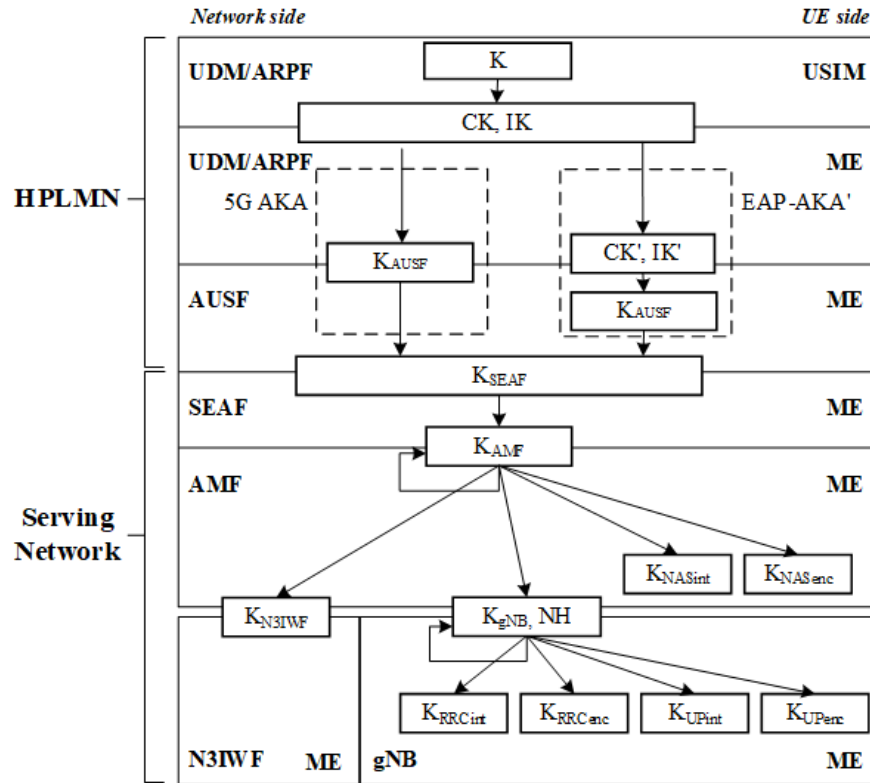 Network side
UE side
UDM/ARPF
K
USIM
CK, IK
UDM/ARPF
ME
HPLMN
5G AKA
EAP-AKA'
KAUSF
CK', IK'
AUSF
KAUSF
ME
KSEAF
SEAF
ME
KAMF
AMF
ME
Serving
Network
KNASint
KNASenc
KN3IWF
KgNB, NH
KRRCint
KRRCenc
KUPint
KUPenc
N3IWF
ME
gNB
ME